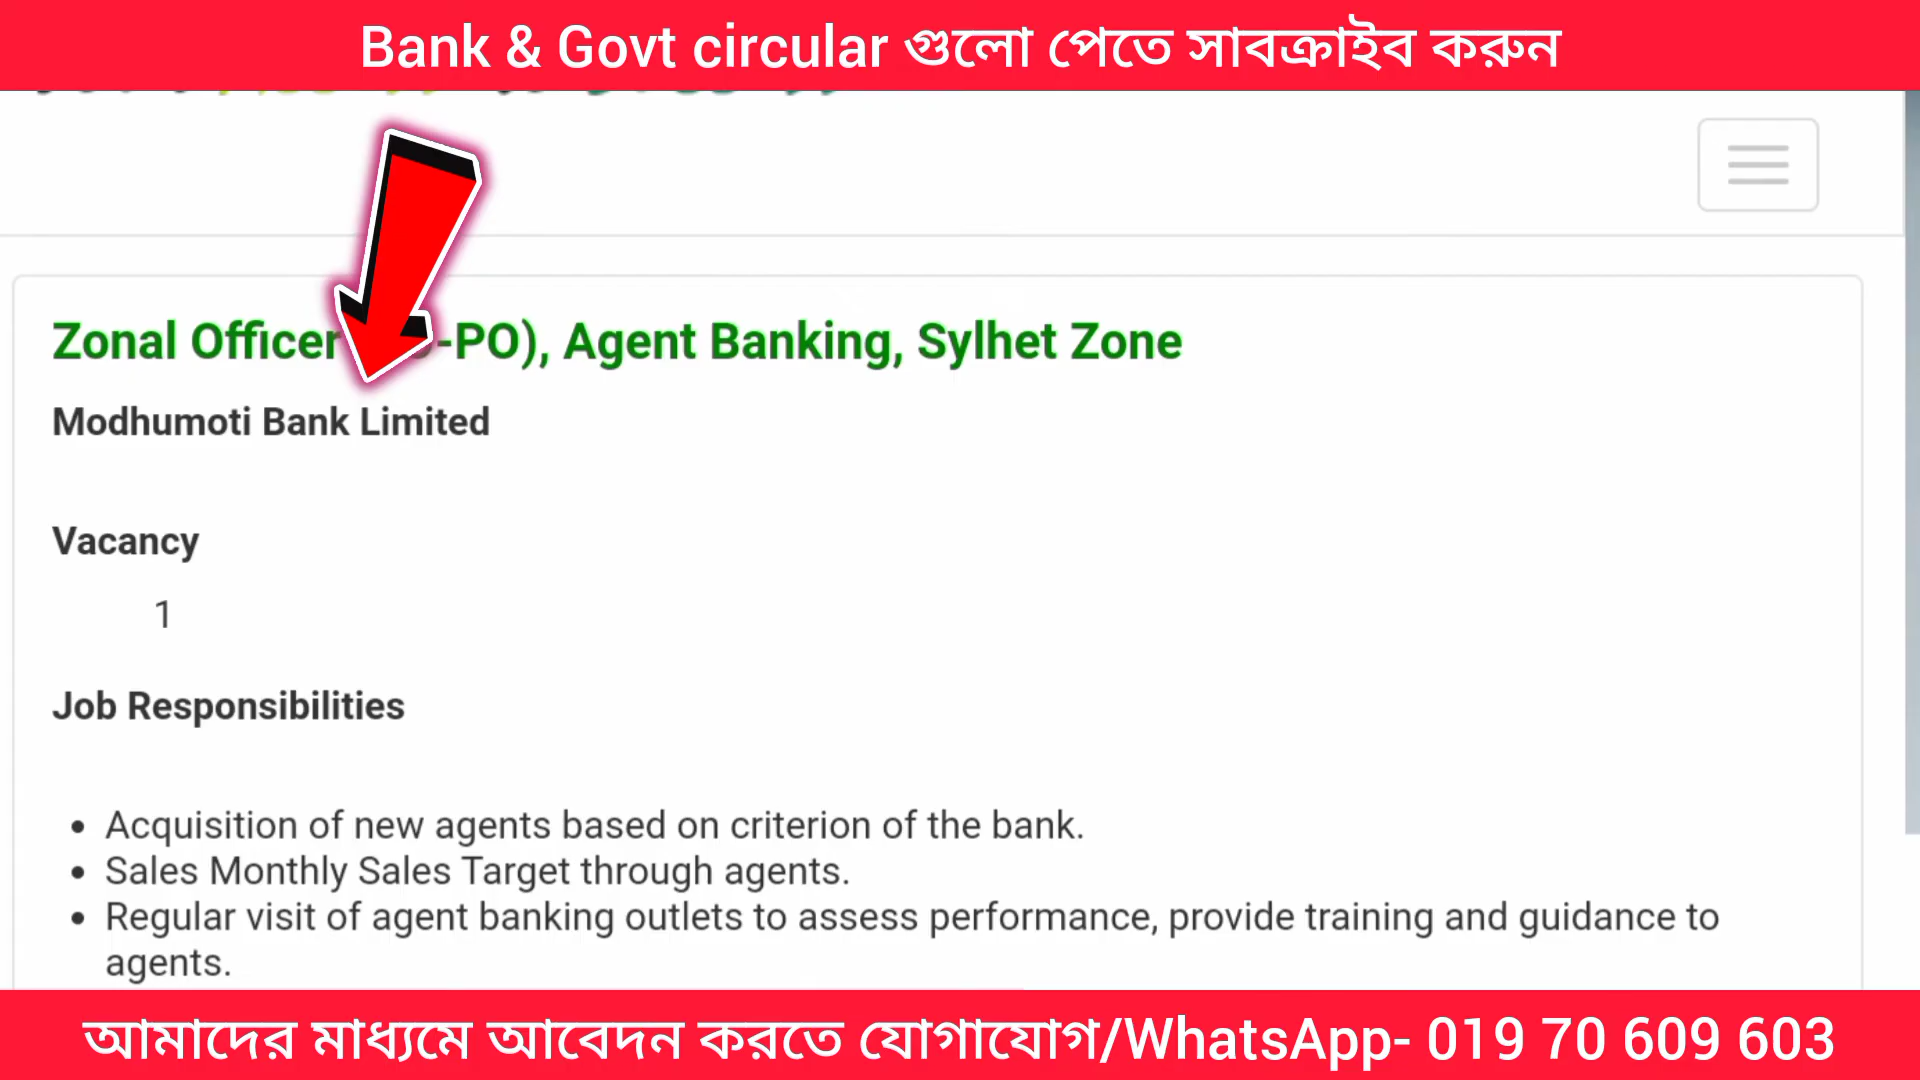 Bank & Govt circular গুলো পেতে সাবক্রাইব করুন
Zonal Officer -PO), Agent Banking, Sylhet Zone
Modhumoti Bank Limited
Vacancy
1
Job Responsibilities
• Acquisition of new agents based on criterion of the bank.
• Sales Monthly Sales Target through agents.
• Regular visit of agent banking outlets to assess performance, provide training and guidance to
agents.
আমাদের মাধ্যমে আবেদন করতে যোগাযোগ/WhatsApp- 019 70 609 603